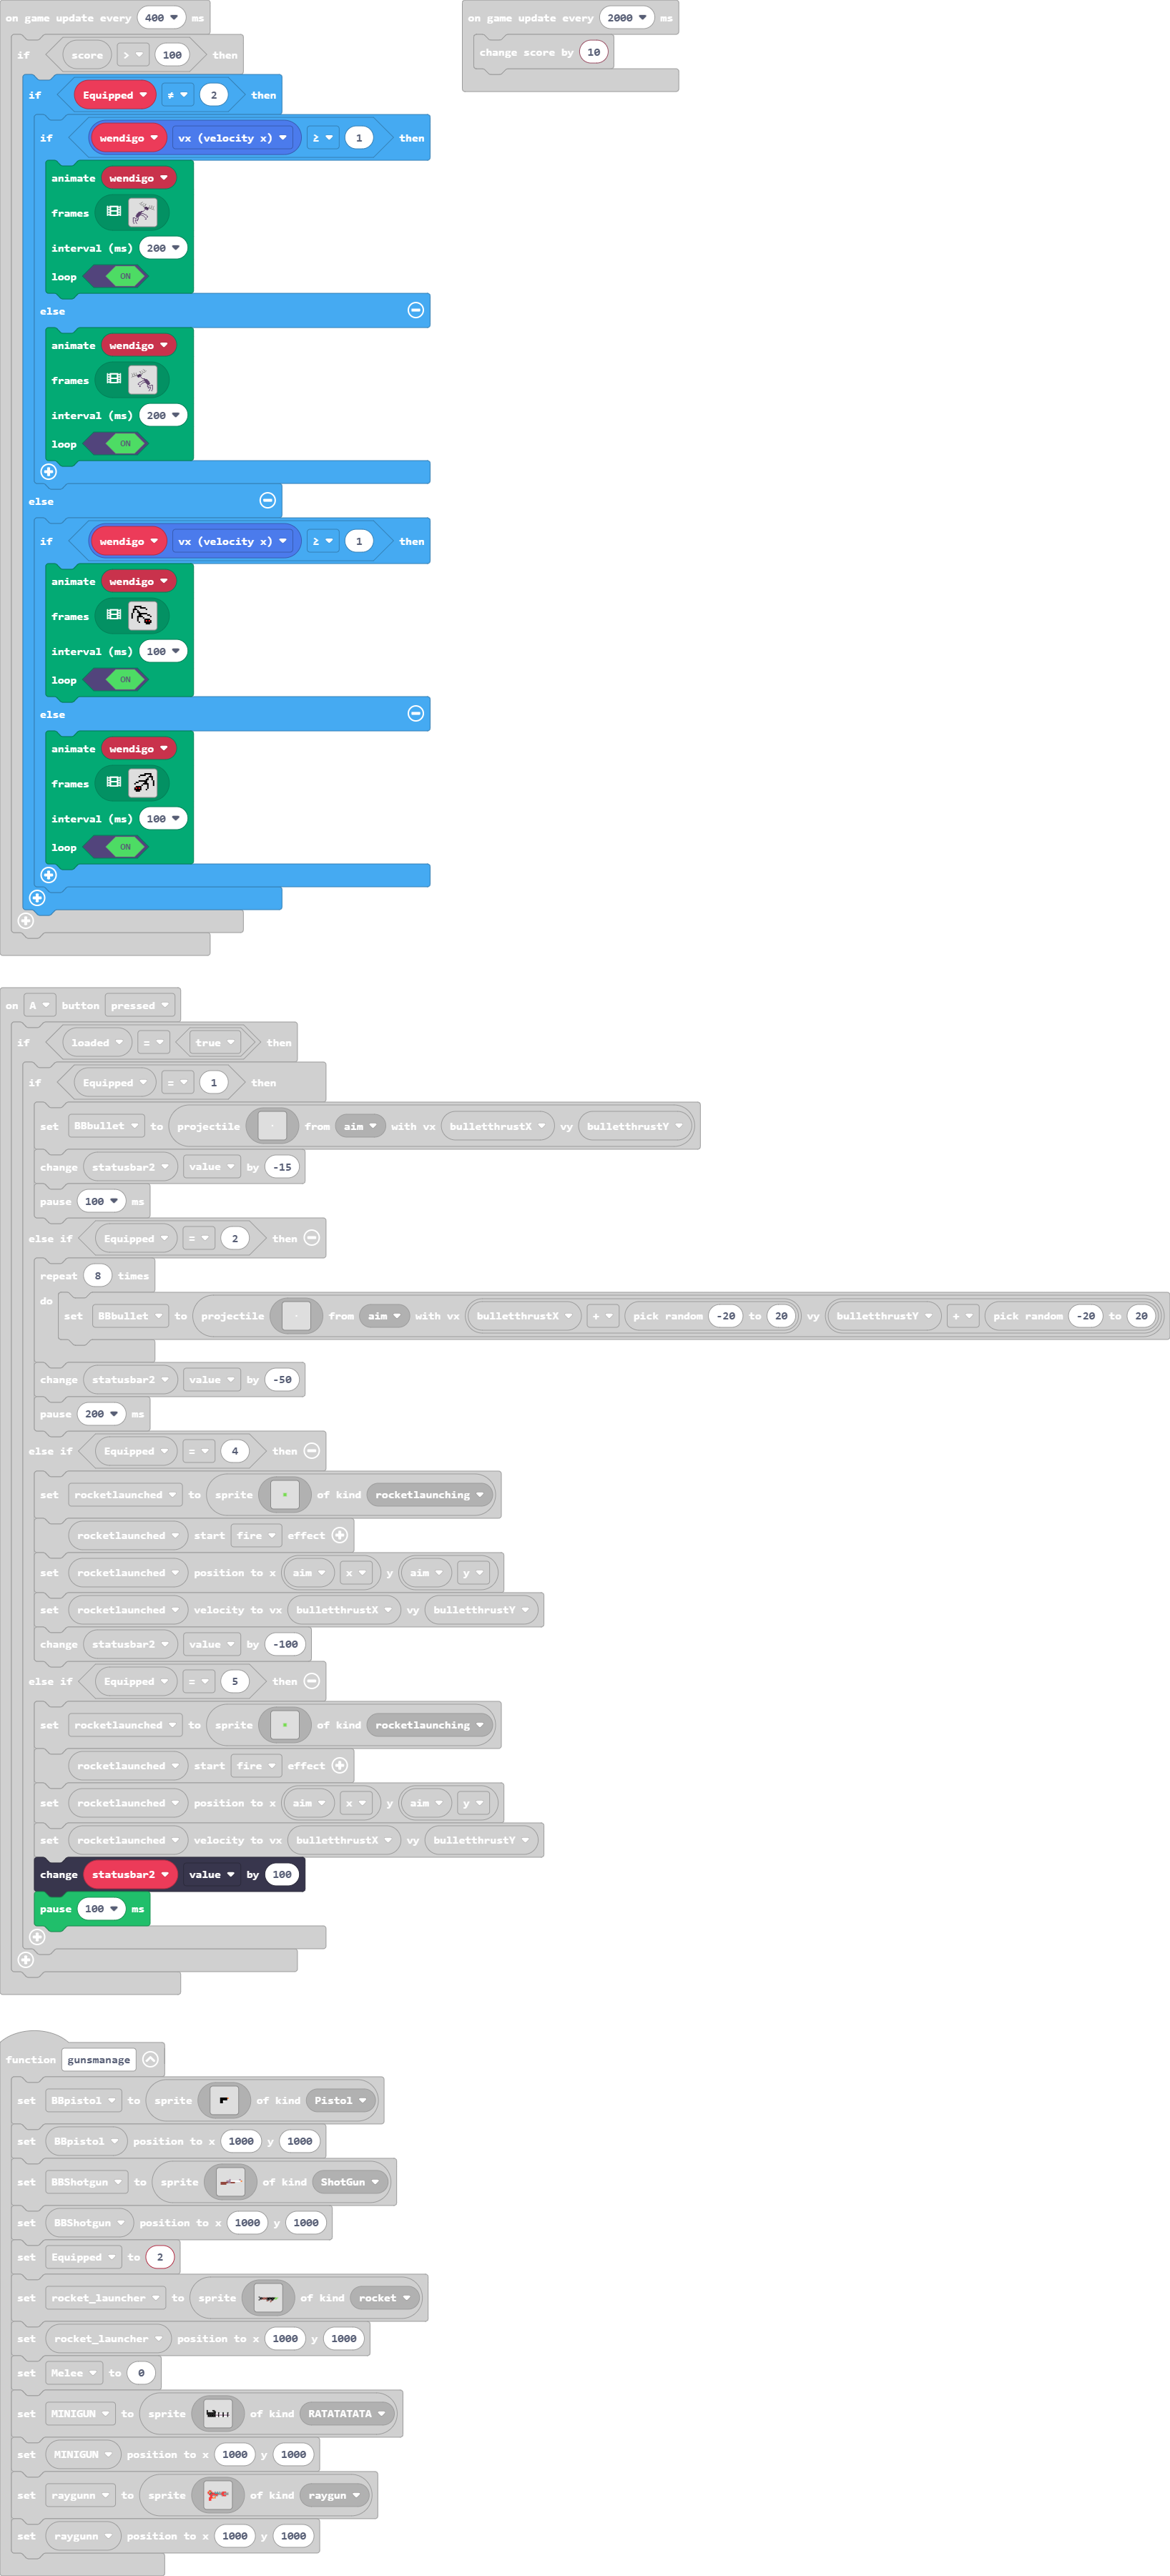 on game update every 400 ms
if score > 100 then
if Equipped ≠ 2 then
if wendigo vx (velocity x) ≥ 1 then
animate wendigo
frames
interval (ms) 200
loop ON
else
animate wendigo
frames
interval (ms) 200
loop ON
else
if wendigo vx (velocity x) ≥ 1 then
animate wendigo
frames
interval (ms) 100
loop ON
else
animate wendigo
frames
interval (ms) 100
loop ON
on game update every 2000 ms
change score by 10
on A button pressed
if loaded = true then
if Equipped = 1 then
set BBbullet to projectile from aim with vx bulletthrustX vy bulletthrustY
change statusbar2 value by -15
pause 100 ms
else if Equipped = 2 then
repeat 8 times
do
set BBbullet to projectile from aim with vx bulletthrustX + pick random -20 to 20 vy bulletthrustY + pick random -20 to 20
change statusbar2 value by -50
pause 200 ms
else if Equipped = 4 then
set rocketlaunched to sprite of kind rocketlaunching
rocketlaunched start fire effect
set rocketlaunched position to x aim x y aim y
set rocketlaunched velocity to vx bulletthrustX vy bulletthrustY
change statusbar2 value by -100
else if Equipped = 5 then
set rocketlaunched to sprite of kind rocketlaunching
rocketlaunched start fire effect
set rocketlaunched position to x aim x y aim y
set rocketlaunched velocity to vx bulletthrustX vy bulletthrustY
change statusbar2 value by 100
pause 100 ms
function gunsmanage
set BBpistol to sprite of kind Pistol
set BBpistol position to x 1000 y 1000
set BBShotgun to sprite of kind ShotGun
set BBShotgun position to x 1000 y 1000
set Equipped to 2
set rocket_launcher to sprite of kind rocket
set rocket_launcher position to x 1000 y 1000
set Melee to 0
set MINIGUN to sprite of kind RATATATATA
set MINIGUN position to x 1000 y 1000
set raygunn to sprite of kind raygun
set raygunn position to x 1000 y 1000